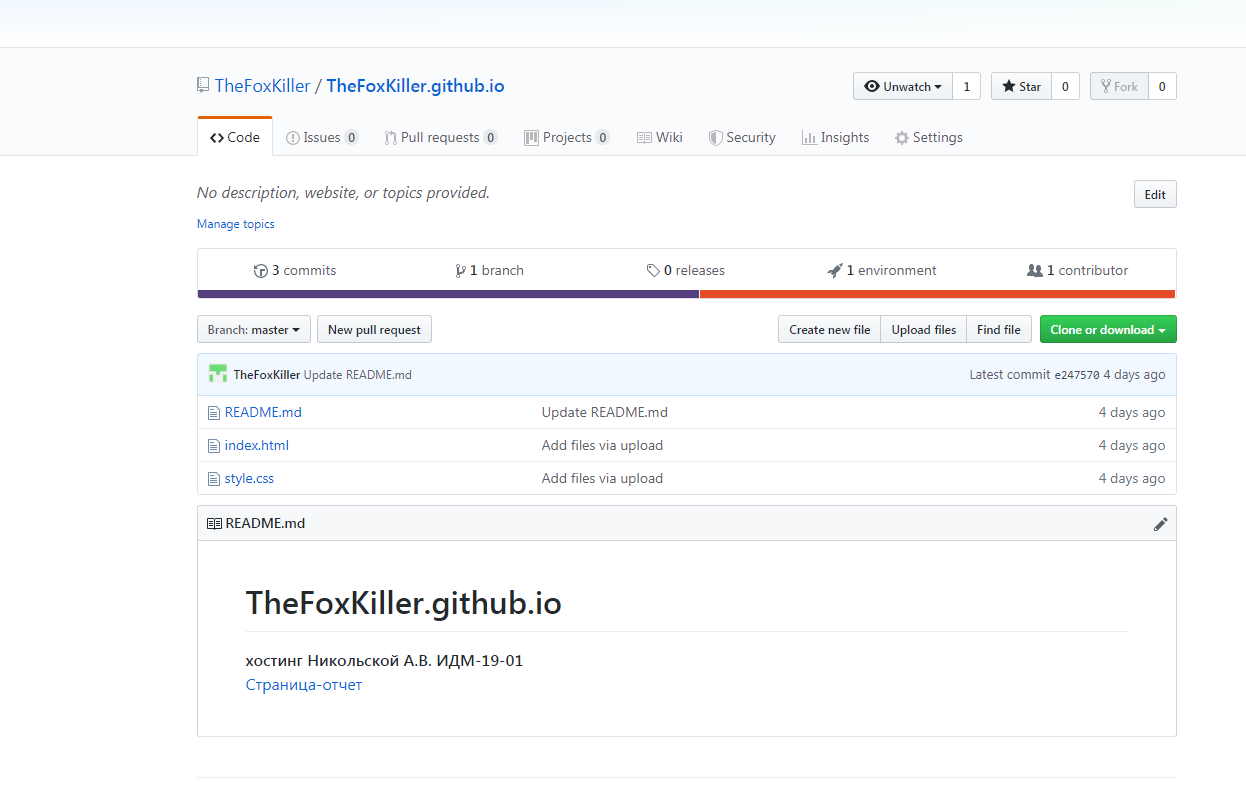 TheFoxKiller / TheFoxKiller.github.io
Unwatch 1 Star 0 Fork 0
Code Issues 0 Pull requests 0 Projects 0 Wiki Security Insights Settings
No description, website, or topics provided. Edit
Manage topics
3 commits 1 branch 0 releases 1 environment 1 contributor
Branch: master New pull request Create new file Upload files Find file Clone or download
TheFoxKiller Update README.md Latest commit e247570 4 days ago
README.md Update README.md 4 days ago
index.html Add files via upload 4 days ago
style.css Add files via upload 4 days ago
README.md
TheFoxKiller.github.io
хостинг Никольской А.В. ИДМ-19-01
Страница-отчет